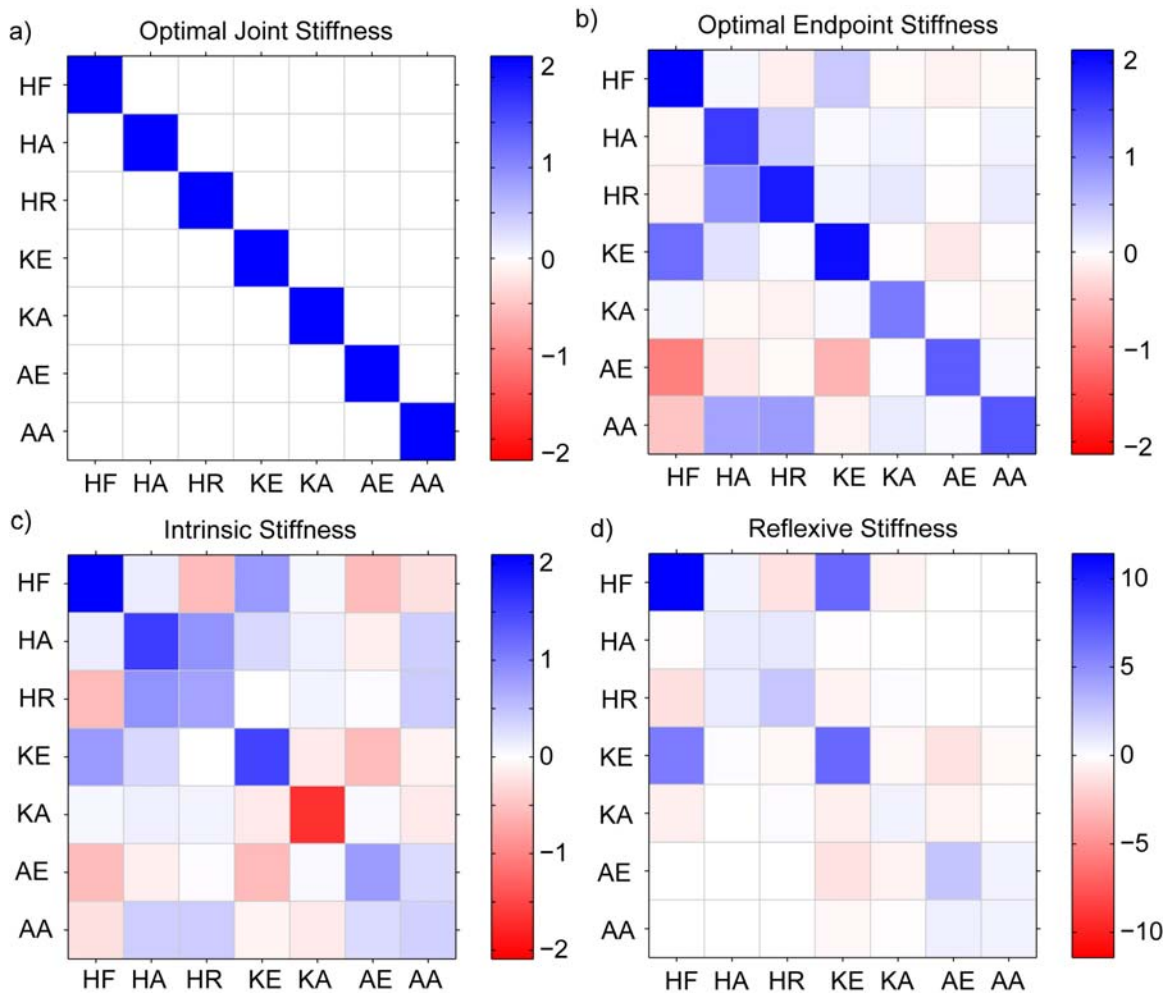 a) Optimal Joint Stiffness
HF
HA
HR
KE
KA
AE
AA
HF HA HR KE KA AE AA
2
1
0
−1
−2
b) Optimal Endpoint Stiffness
HF
HA
HR
KE
KA
AE
AA
HF HA HR KE KA AE AA
2
1
0
−1
−2
c) Intrinsic Stiffness
HF
HA
HR
KE
KA
AE
AA
HF HA HR KE KA AE AA
2
1
0
−1
−2
d) Reflexive Stiffness
HF
HA
HR
KE
KA
AE
AA
HF HA HR KE KA AE AA
10
5
0
−5
−10